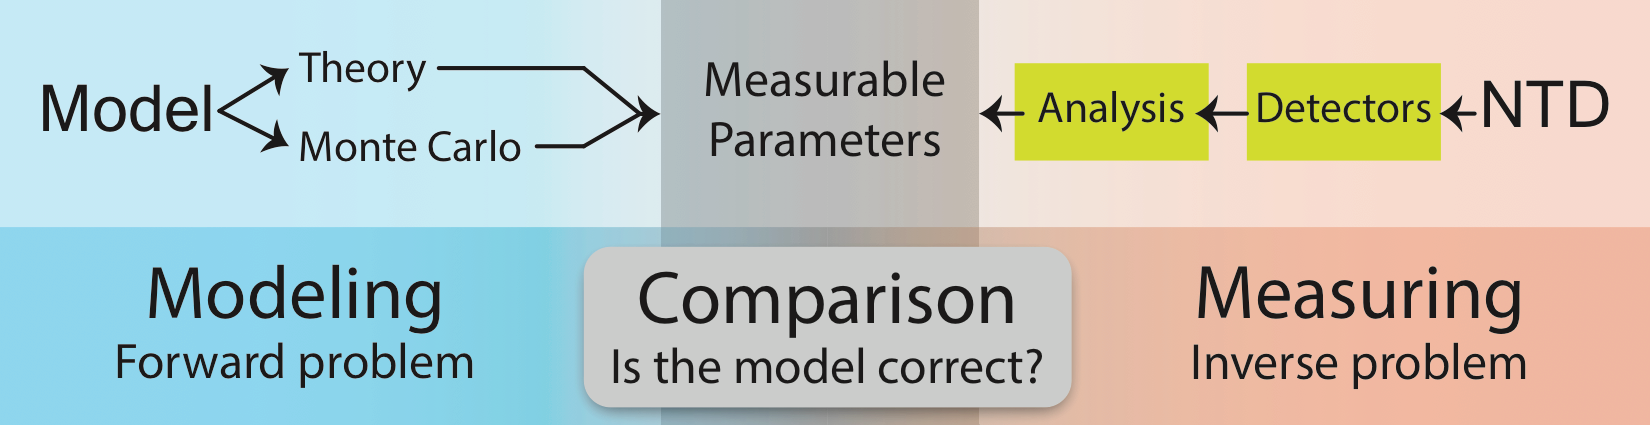 Model
Theory
Monte Carlo
Measurable
Parameters
Analysis
Detectors
NTD
Modeling
Forward problem
Comparison
Is the model correct?
Measuring
Inverse problem